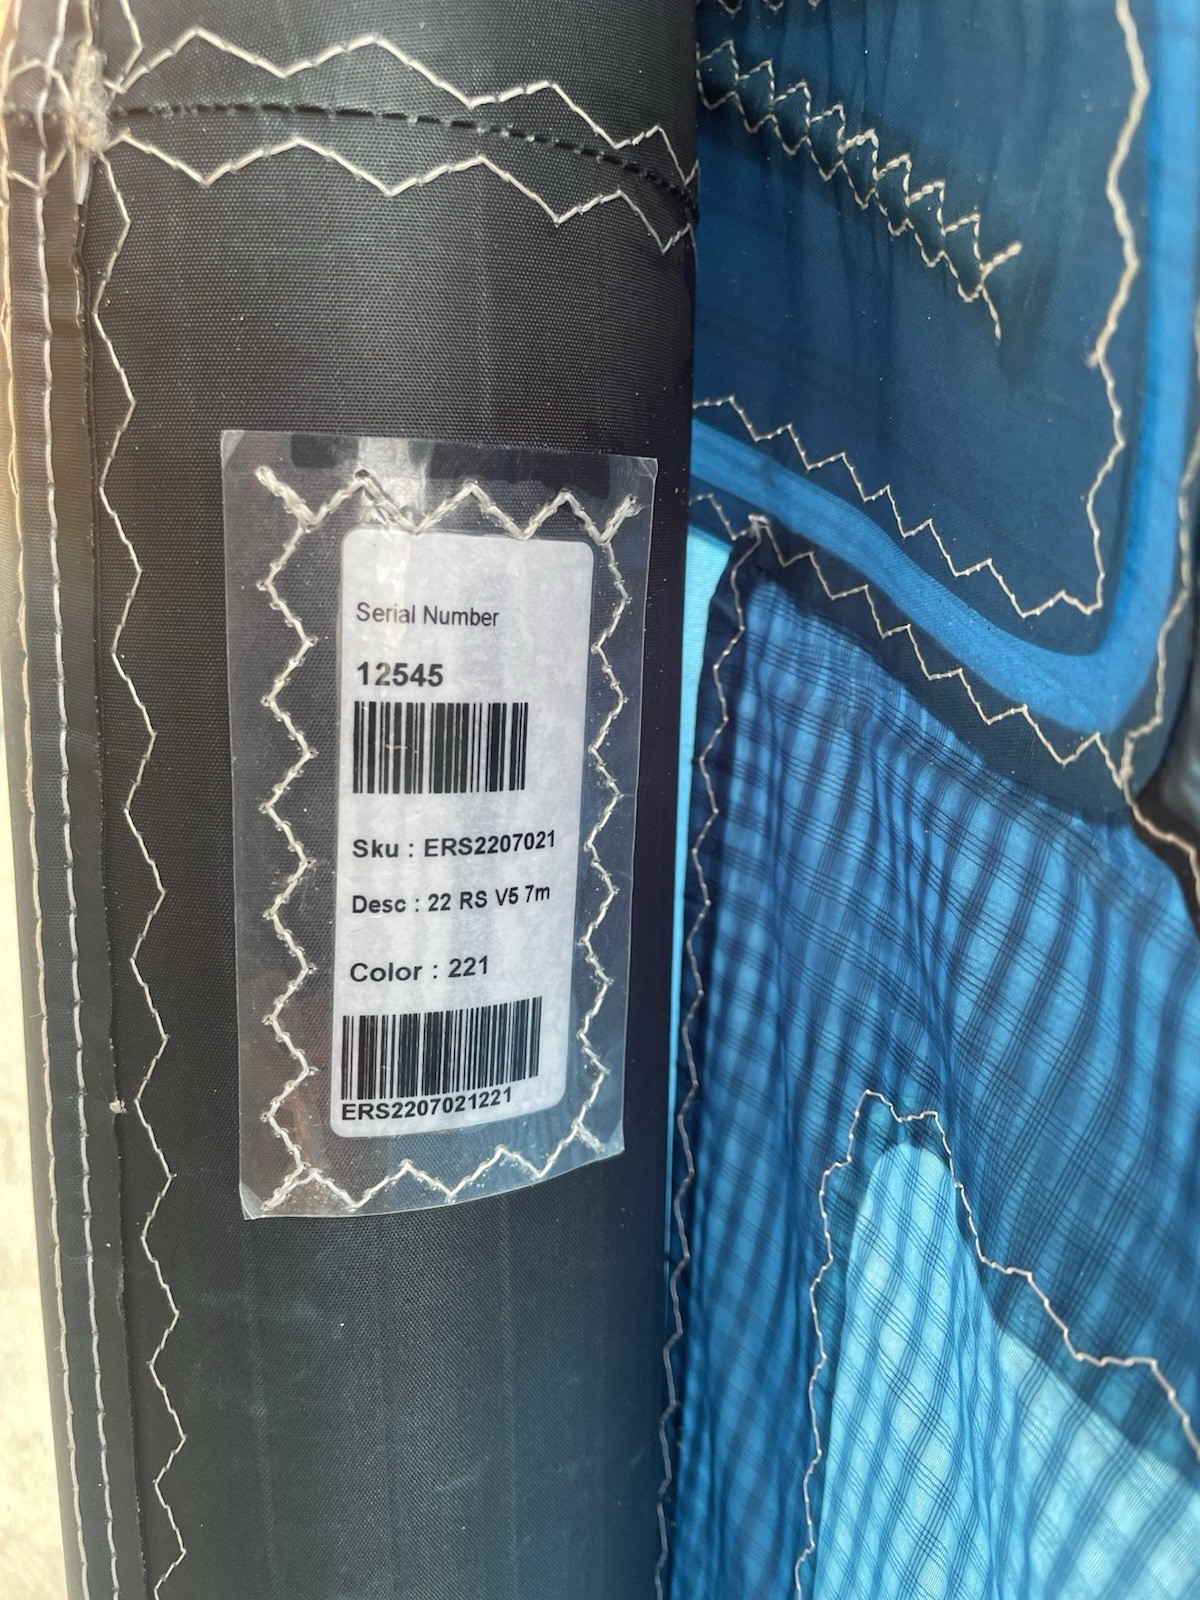 Serial Number
12545
Sku : ERS2207021
Desc : 22 RS V5 7m
Color : 221
ERS2207021221